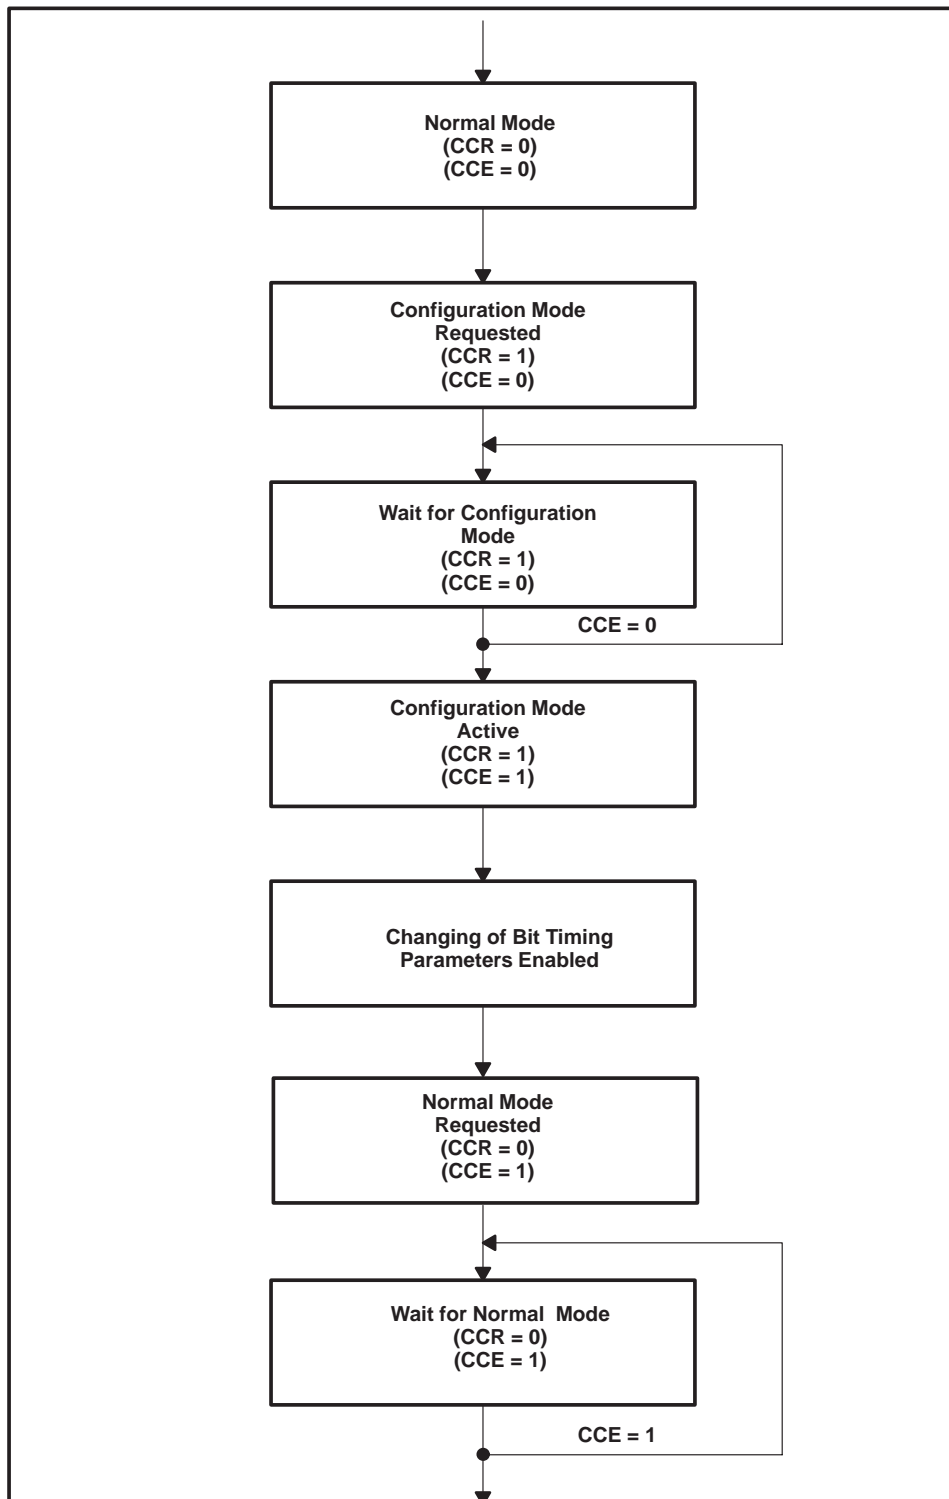 Normal Mode
(CCR = 0)
(CCE = 0)
Configuration Mode
Requested
(CCR = 1)
(CCE = 0)
Wait for Configuration
Mode
(CCR = 1)
(CCE = 0)
CCE = 0
Configuration Mode
Active
(CCR = 1)
(CCE = 1)
Changing of Bit Timing
Parameters Enabled
Normal Mode
Requested
(CCR = 0)
(CCE = 1)
Wait for Normal Mode
(CCR = 0)
(CCE = 1)
CCE = 1